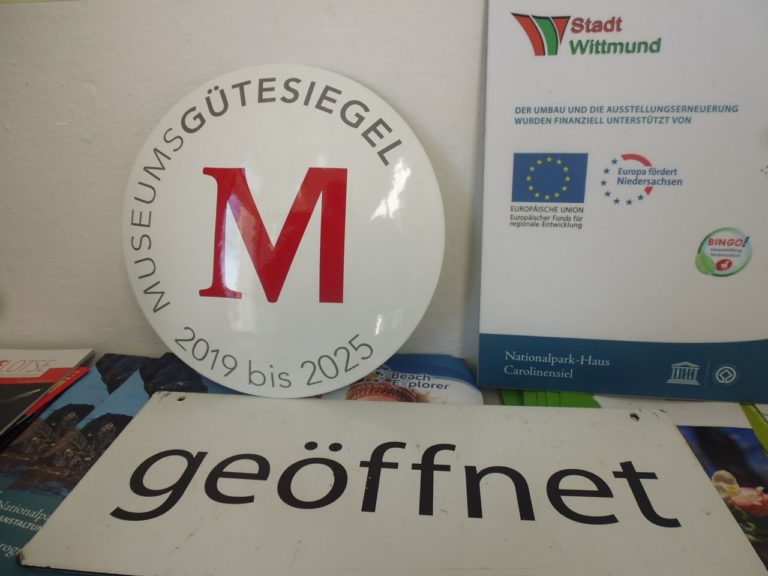 MUSEUMSGÜTESIEGEL
M
2019 bis 2025
Stadt
Wittmund
DER UMBAU UND DIE AUSSTELLUNGSERNEUERUNG
WURDEN FINANZIELL UNTERSTÜTZT VON
EUROPÄISCHE UNION
Europäischer Fonds für
regionale Entwicklung
Europa fördert
Niedersachsen
BINGO!
Nationalpark-Haus
Carolinensiel
Beach
Explorer
geöffnet